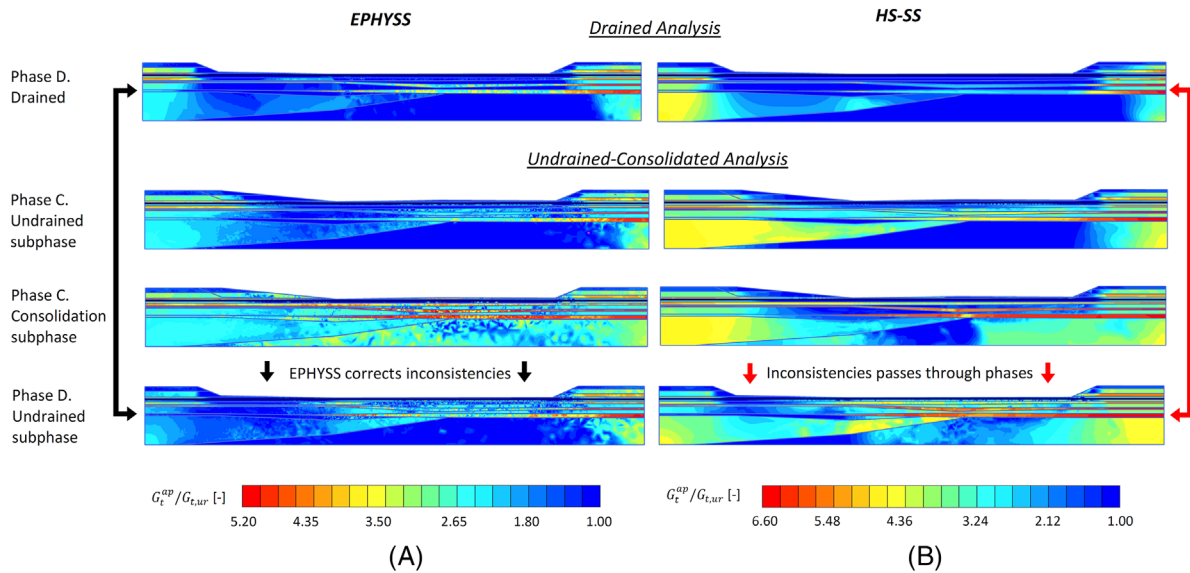 EPHYSS
HS-SS
Drained Analysis
Phase D.
Drained
Undrained-Consolidated Analysis
Phase C.
Undrained
subphase
Phase C.
Consolidation
subphase
EPHYSS corrects inconsistencies
Inconsistencies passes through phases
Phase D.
Undrained
subphase
G_t^{ap}/G_{t,ur} [-]
5.20 4.35 3.50 2.65 1.80 1.00
G_t^{ap}/G_{t,ur} [-]
6.60 5.48 4.36 3.24 2.12 1.00
(A)
(B)